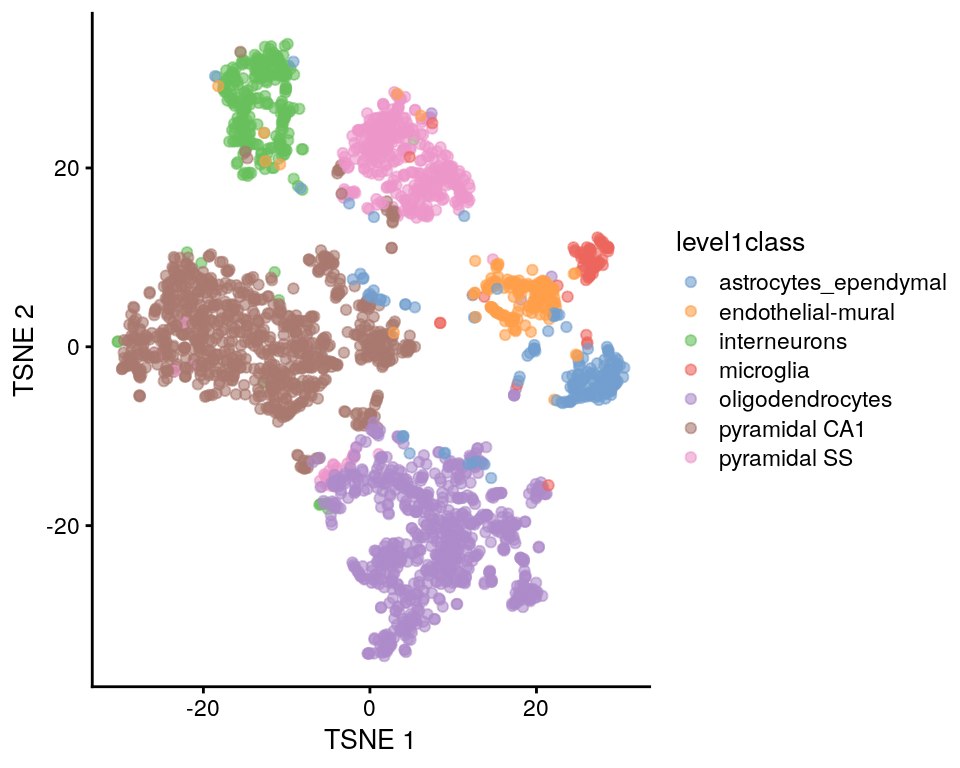 TSNE 2
20
0
-20
-20
0
20
TSNE 1
level1class
astrocytes_ependymal
endothelial-mural
interneurons
microglia
oligodendrocytes
pyramidal CA1
pyramidal SS